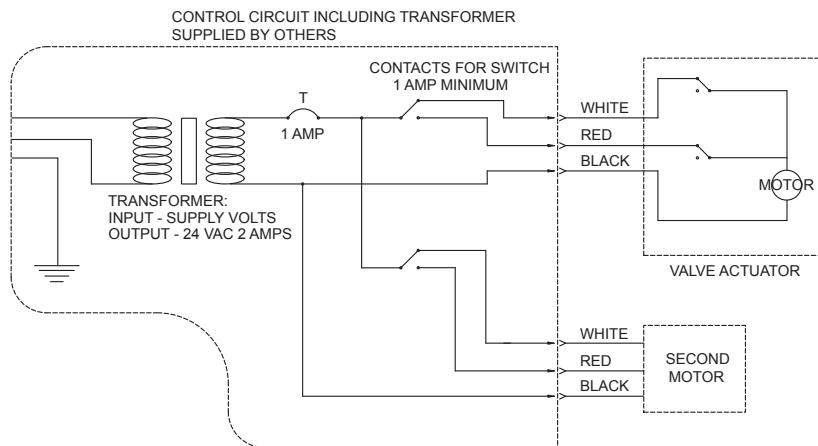 CONTROL CIRCUIT INCLUDING TRANSFORMER
SUPPLIED BY OTHERS
CONTACTS FOR SWITCH
1 AMP MINIMUM
T
1 AMP
WHITE
RED
BLACK
MOTOR
TRANSFORMER:
INPUT - SUPPLY VOLTS
OUTPUT - 24 VAC 2 AMPS
VALVE ACTUATOR
WHITE
RED
BLACK
SECOND
MOTOR